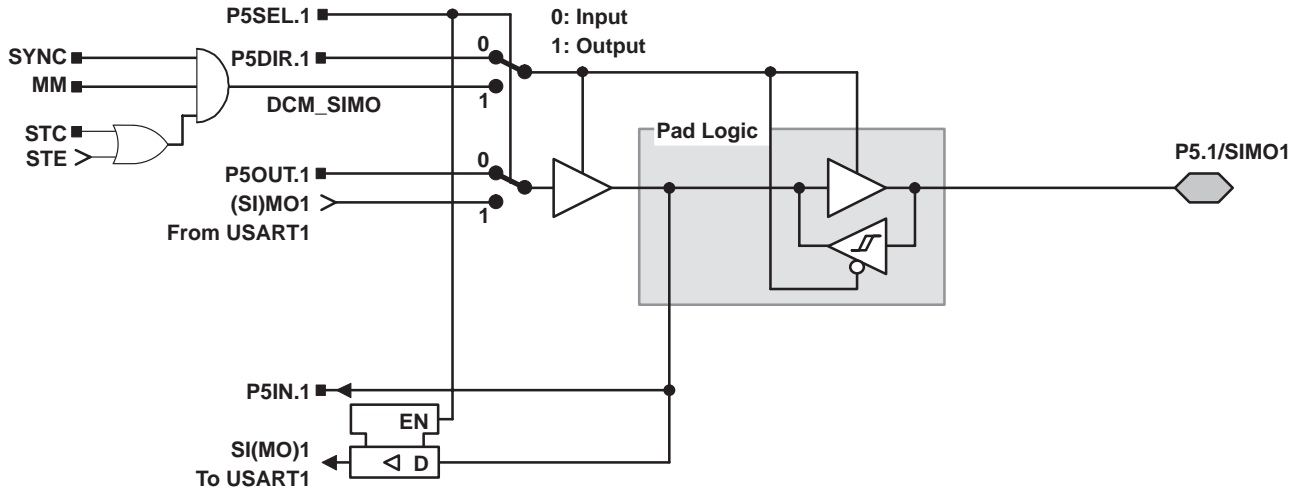 P5SEL.1
0: Input
1: Output
SYNC
P5DIR.1
0
MM
1
DCM_SIMO
STC
STE
Pad Logic
P5.1/SIMO1
P5OUT.1
0
(SI)MO1
1
From USART1
P5IN.1
EN
SI(MO)1
D
To USART1